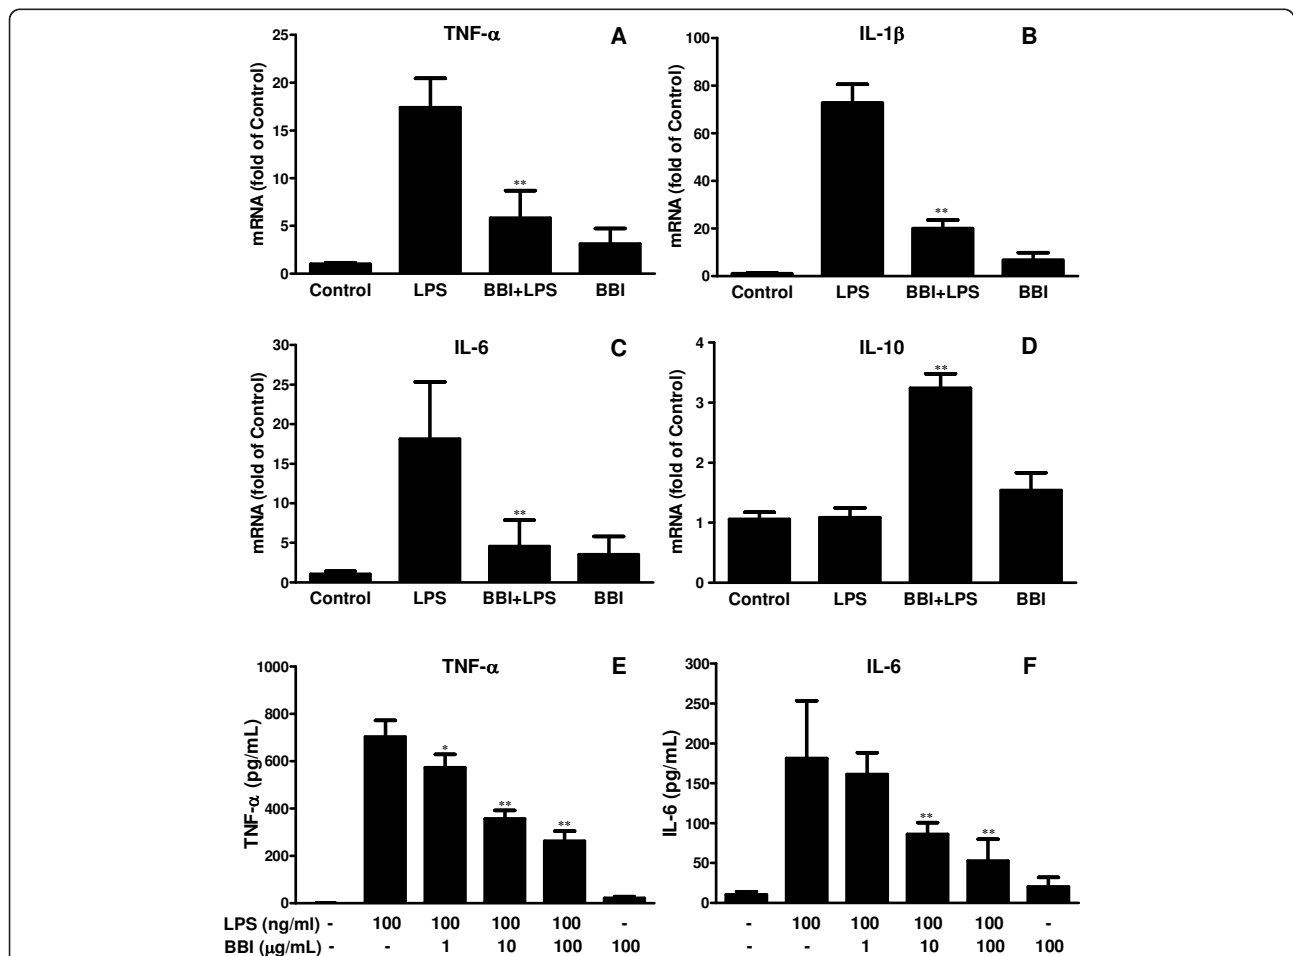 TNF-α A
mRNA (fold of Control)
25
20
15
10
5
0
**
Control LPS BBI+LPS BBI
IL-1β B
mRNA (fold of Control)
100
80
60
40
20
0
**
Control LPS BBI+LPS BBI
IL-6 C
mRNA (fold of Control)
30
25
20
15
10
5
0
**
Control LPS BBI+LPS BBI
IL-10 D
mRNA (fold of Control)
4
3
2
1
0
**
Control LPS BBI+LPS BBI
TNF-α E
TNF-α (pg/mL)
1000
800
600
400
200
0
*
**
**
IL-6 F
IL-6 (pg/mL)
300
250
200
150
100
50
0
**
**
LPS (ng/ml) - 100 100 100 100 - - 100 100 100 100 -
BBI (μg/mL) - - 1 10 100 100 - - 1 10 100 100